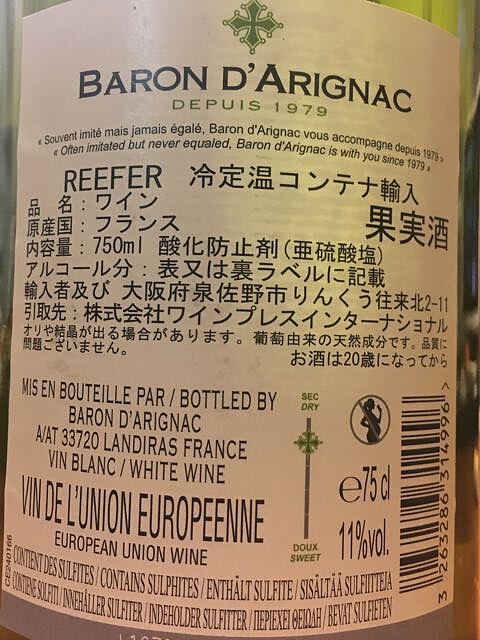 BARON D'ARIGNAC
DEPUIS 1979
« Souvent imité mais jamais égalé, Baron d'Arignac vous accompagne depuis 1979 »
« Often imitated but never equaled, Baron d'Arignac is with you since 1979 »
REEFER 冷定温コンテナ輸入
品 名:ワイン
原産国:フランス
果実酒
内容量:750ml 酸化防止剤(亜硫酸塩)
アルコール分:表又は裏ラベルに記載
輸入者及び 大阪府泉佐野市りんくう往来北2-11
引取先:株式会社ワインプレスインターナショナル
オリや結晶が出る場合があります。葡萄由来の天然成分です。品質に
問題ございません。
お酒は20歳になってから
MIS EN BOUTEILLE PAR / BOTTLED BY
BARON D'ARIGNAC
A/AT 33720 LANDIRAS FRANCE
VIN BLANC / WHITE WINE
VIN DE L'UNION EUROPEENNE
EUROPEAN UNION WINE
SEC
DRY
DOUX
SWEET
e75 cl
11%vol.
3 263286 314996 >
CE240166
CONTIENT DES SULFITES / CONTAINS SULPHITES / ENTHÄLT SULFITE / SISÄLTÄÄ SULFIITTEJA
CONTIENE SOLFITI / INNEHÅLLER SULFITER / INDEHOLDER SULFITTER / ΠΕΡΙΕΧΕΙ ΘΕΙΩΔΗ / BEVAT SULFIETEN